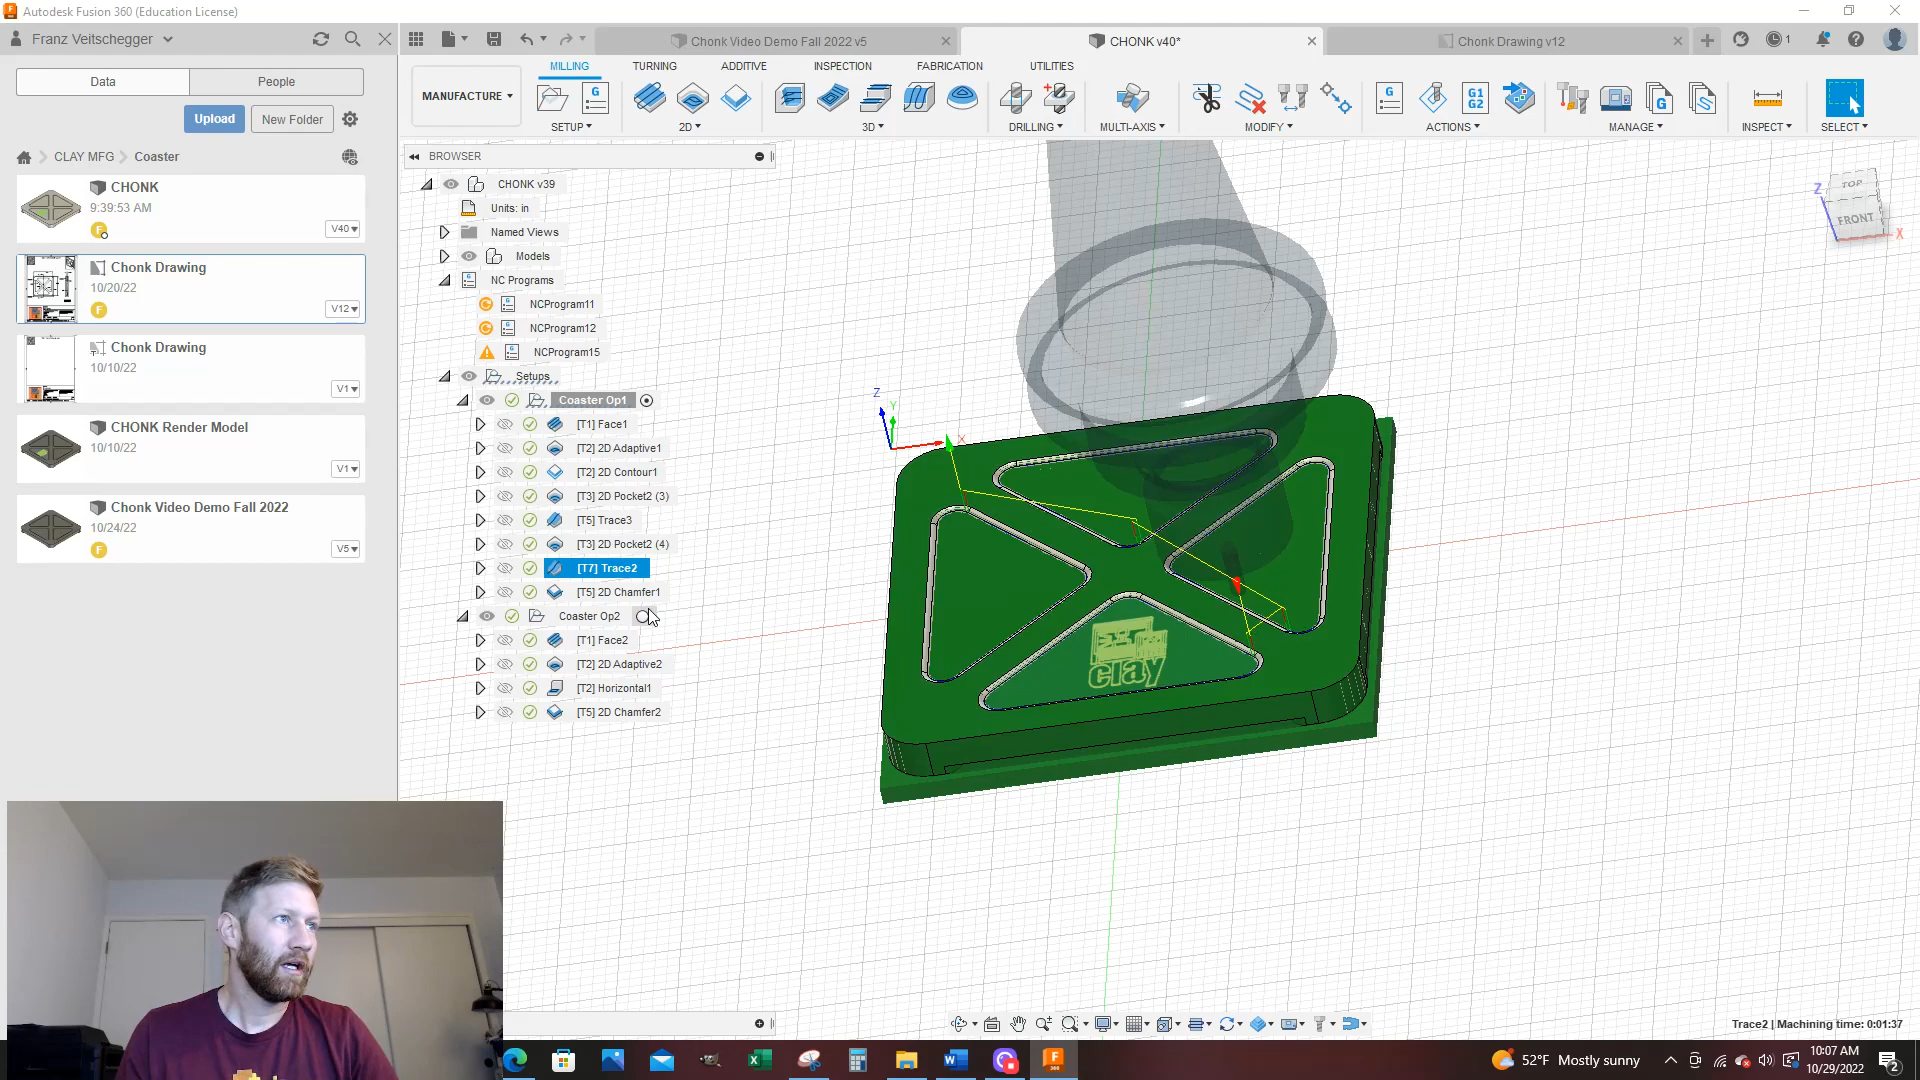 Autodesk Fusion 360 (Education License)
Franz Veitschegger
Data People
Upload New Folder
CLAY MFG Coaster
CHONK
9:39:53 AM
F
V40
Chonk Drawing
10/20/22
F
V12
Chonk Drawing
10/10/22
V1
CHONK Render Model
10/10/22
V1
Chonk Video Demo Fall 2022
10/24/22
F
V5
Chonk Video Demo Fall 2022 v5
CHONK v40*
Chonk Drawing v12
1
MILLING TURNING ADDITIVE INSPECTION FABRICATION UTILITIES
MANUFACTURE
SETUP 2D 3D DRILLING MULTI-AXIS MODIFY ACTIONS MANAGE INSPECT SELECT
G1
G2
BROWSER
CHONK v39
Units: in
Named Views
Models
NC Programs
NCProgram11
NCProgram12
NCProgram15
Setups
Coaster Op1
[T1] Face1
[T2] 2D Adaptive1
[T2] 2D Contour1
[T3] 2D Pocket2 (3)
[T5] Trace3
[T3] 2D Pocket2 (4)
[T7] Trace2
[T5] 2D Chamfer1
Coaster Op2
[T1] Face2
[T2] 2D Adaptive2
[T2] Horizontal1
[T5] 2D Chamfer2
Z
Y
X
clay
TOP
FRONT
Z
X
Trace2 | Machining time: 0:01:37
52°F Mostly sunny
10:07 AM
10/29/2022
2